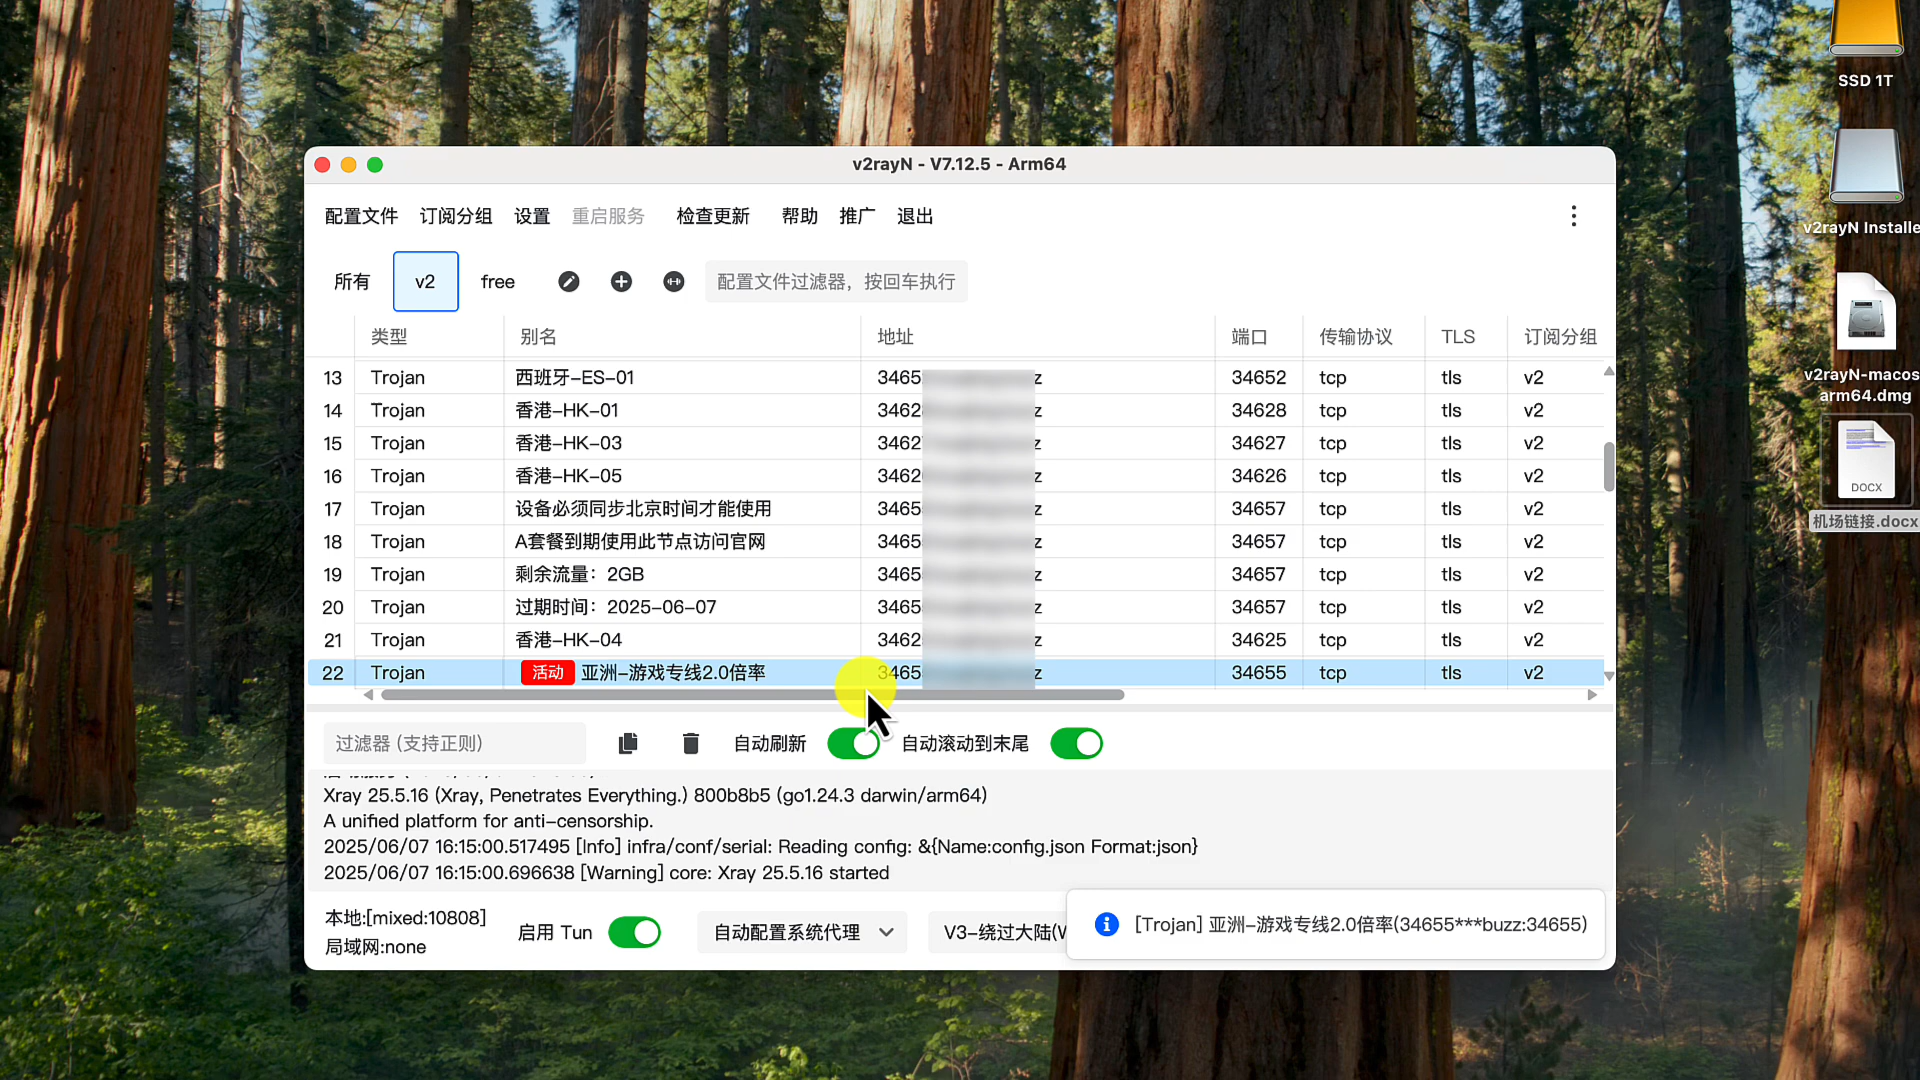 SSD 1T
v2rayN Installe
v2rayN-macos
arm64.dmg
DOCX
机场链接.docx
v2rayN - V7.12.5 - Arm64
配置文件 订阅分组 设置 重启服务 检查更新 帮助 推广 退出
所有 v2 free 配置文件过滤器，按回车执行
类型 别名 地址 端口 传输协议 TLS 订阅分组
13 Trojan 西班牙-ES-01 3465 z 34652 tcp tls v2
14 Trojan 香港-HK-01 3462 z 34628 tcp tls v2
15 Trojan 香港-HK-03 3462 z 34627 tcp tls v2
16 Trojan 香港-HK-05 3462 z 34626 tcp tls v2
17 Trojan 设备必须同步北京时间才能使用 3465 z 34657 tcp tls v2
18 Trojan A套餐到期使用此节点访问官网 3465 z 34657 tcp tls v2
19 Trojan 剩余流量：2GB 3465 z 34657 tcp tls v2
20 Trojan 过期时间：2025-06-07 3465 z 34657 tcp tls v2
21 Trojan 香港-HK-04 3462 z 34625 tcp tls v2
22 Trojan 活动 亚洲-游戏专线2.0倍率 3465 z 34655 tcp tls v2
过滤器 (支持正则) 自动刷新 自动滚动到末尾
Xray 25.5.16 (Xray, Penetrates Everything.) 800b8b5 (go1.24.3 darwin/arm64)
A unified platform for anti-censorship.
2025/06/07 16:15:00.517495 [Info] infra/conf/serial: Reading config: &{Name:config.json Format:json}
2025/06/07 16:15:00.696638 [Warning] core: Xray 25.5.16 started
本地:[mixed:10808]
局域网:none
启用 Tun 自动配置系统代理 V3-绕过大陆(
[Trojan] 亚洲-游戏专线2.0倍率(34655***buzz:34655)